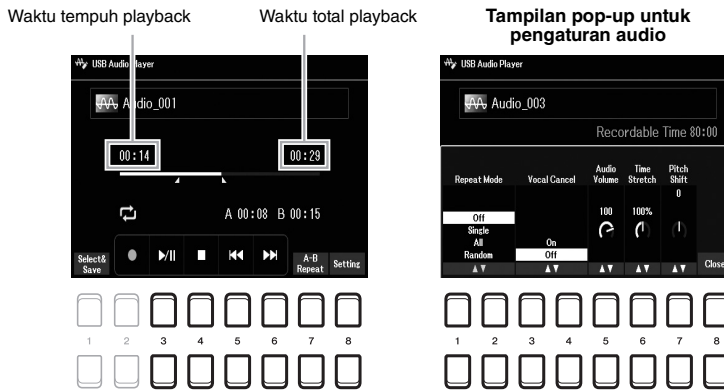 Waktu tempuh playback
Waktu total playback
USB Audio Player
Audio_001
00:14
00:29
A 00:08 B 00:15
Select& Save
A-B Repeat
Setting
1 2 3 4 5 6 7 8
Tampilan pop-up untuk
pengaturan audio
USB Audio Player
Audio_003
Recordable Time 80:00
Repeat Mode
Off
Single
All
Random
Vocal Cancel
On
Off
Audio
Volume
100
Time
Stretch
100%
Pitch
Shift
0
Close
1 2 3 4 5 6 7 8